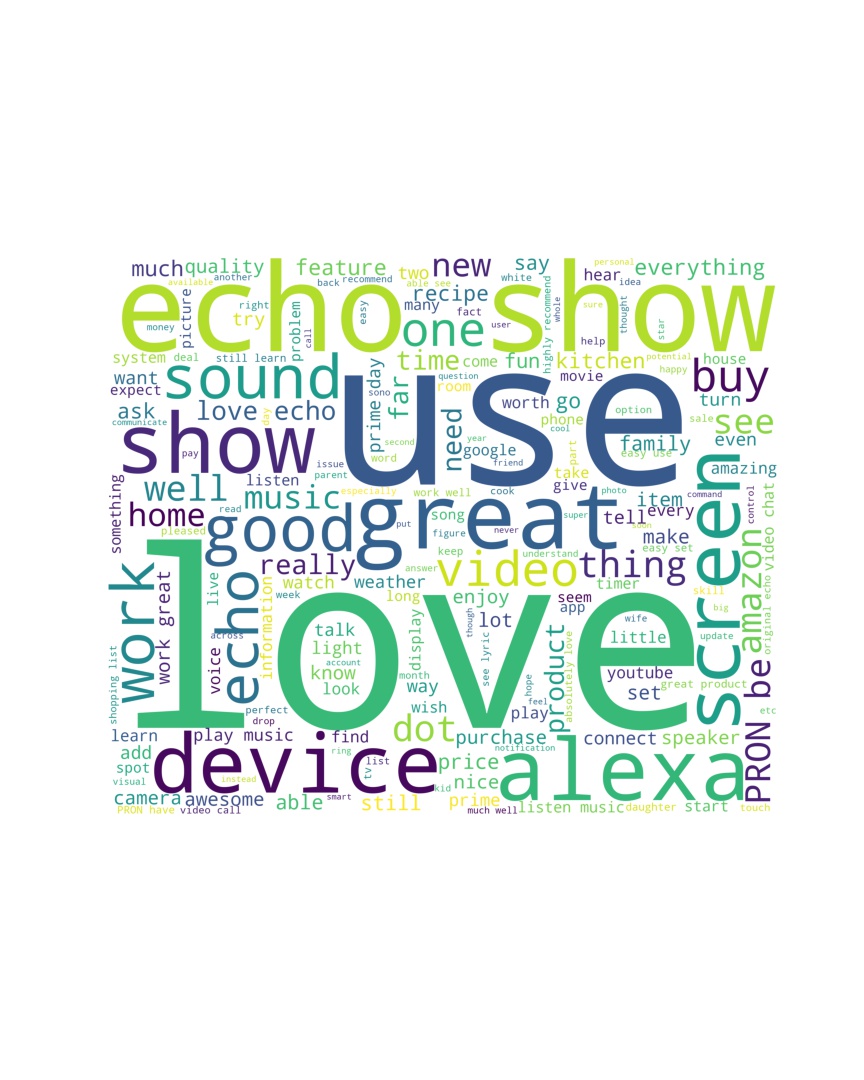 much quality feature two new say hear personal everything
available another back recommend able see white idea
echo show
picture right many recipe fact easy whole thought sure star
money try problem call one user help highly recommend
system deal still learn time come fun kitchen potential house
want expect sound far prime day sono question room movie happy buy
use
ask love echo worth go phone option turn see
communicate day need google cool sale family even
show pay second word year friend part easy use
well listen issue parent take give amazing
something read music especially work well cook photo item command control
home pleased song put never super tell every video chat
good great figure soon make screen
keep understand easy set amazon
really answer video thing
work work great live echo watch weather timer original echo
information week long enjoy seem app skill big
love
voice across talk light display lot see lyric though wife little update
shopping list know account look month way hope feel product absolutely love youtube set great product PRON be
perfect drop wish play etc
learn play music find dot purchase connect speaker
device ring notification
add list tv price alexa
spot visual instead smart kid nice
camera awesome able still prime listen music daughter start touch
PRON have video call much well